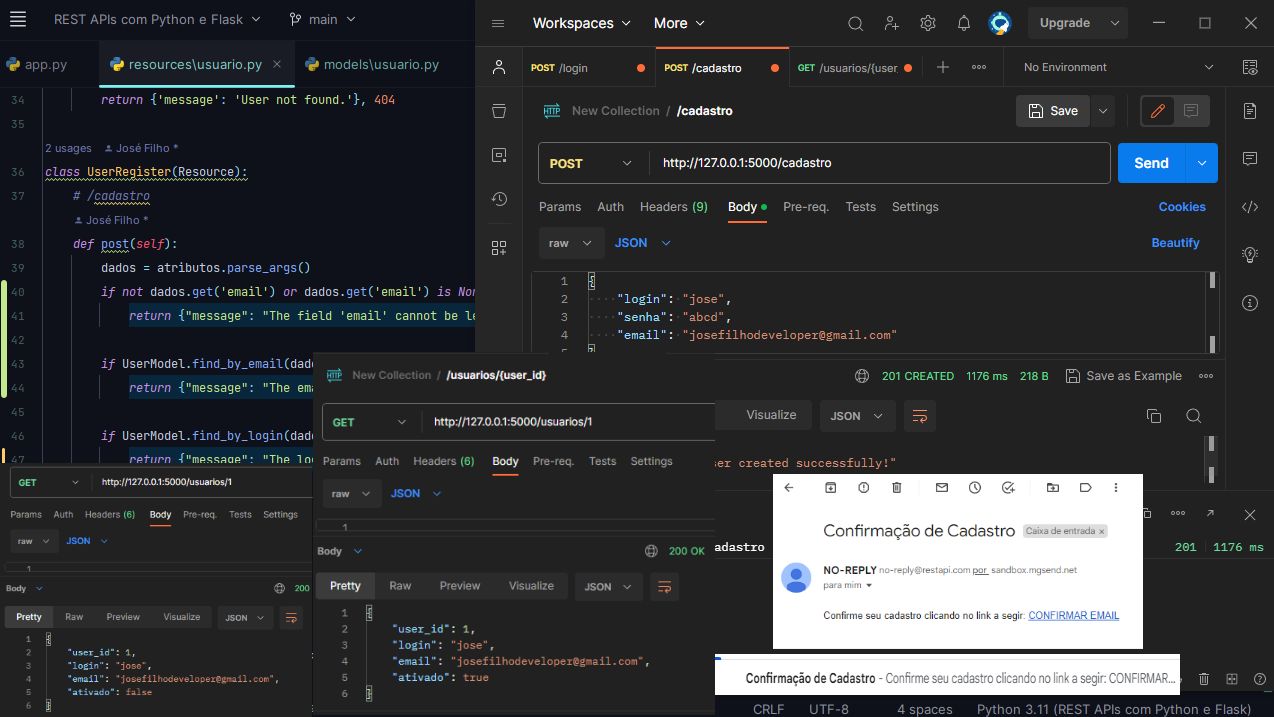 REST APIs com Python e Flask
main
app.py
resources\usuario.py
models\usuario.py
34 return {'message': 'User not found.'}, 404
35
2 usages José Filho *
36 class UserRegister(Resource):
37 # /cadastro
José Filho *
38 def post(self):
39 dados = atributos.parse_args()
40 if not dados.get('email') or dados.get('email') is
41 return {"message": "The field 'email' cannot be
42
43 if UserModel.find_by_email(
44 return {"message": "The
45
46 if UserModel.find_by_login(
47 return {"message": "The
Workspaces More Upgrade
POST /login
POST /cadastro
GET /usuarios/{user_
No Environment
HTTP New Collection / /cadastro
Save
POST http://127.0.0.1:5000/cadastro
Send
Params Auth Headers (9) Body Pre-req. Tests Settings Cookies
raw JSON Beautify
1 {
2 "login": "jose",
3 "senha": "abcd",
4 "email": "josefilhodeveloper@gmail.com"
5 }
201 CREATED 1176 ms 218 B Save as Example
Visualize JSON
ser created successfully!"
adastro
201 1176 ms
HTTP New Collection / /usuarios/{user_id}
GET http://127.0.0.1:5000/usuarios/1
Params Auth Headers (6) Body Pre-req. Tests Settings
raw JSON
1
Body 200 OK
Pretty Raw Preview Visualize JSON
1 {
2 "user_id": 1,
3 "login": "jose",
4 "email": "josefilhodeveloper@gmail.com",
5 "ativado": true
6 }
GET http://127.0.0.1:5000/usuarios/1
Params Auth Headers (6) Body Pre-req. Tests Settings
raw JSON
1
Body 200
Pretty Raw Preview Visualize JSON
1 {
2 "user_id": 1,
3 "login": "jose",
4 "email": "josefilhodeveloper@gmail.com",
5 "ativado": false
6 }
Confirmação de Cadastro Caixa de entrada x
NO-REPLY no-reply@restapi.com por sandbox.mgsend.net
para mim
Confirme seu cadastro clicando no link a segir: CONFIRMAR EMAIL
Confirmação de Cadastro - Confirme seu cadastro clicando no link a segir: CONFIRMAR...
CRLF UTF-8 4 spaces Python 3.11 (REST APIs com Python e Flask)